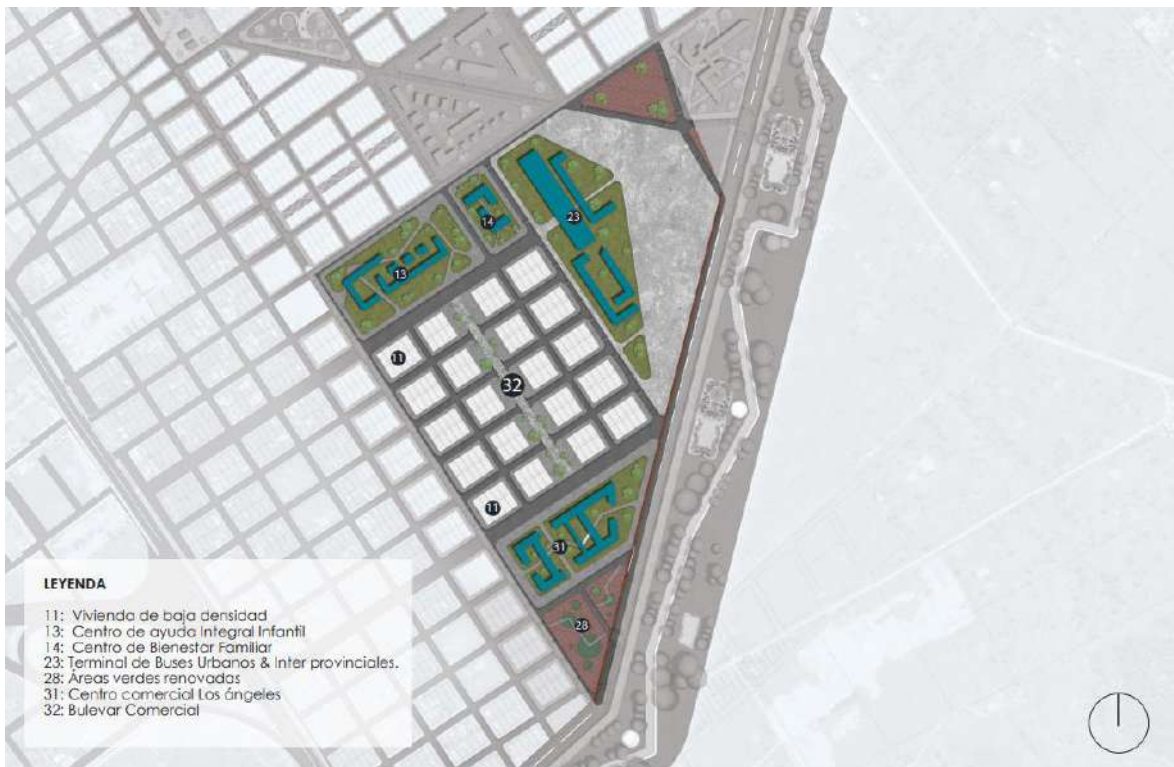 23
14
13
11
32
11
31
28
LEYENDA
11: Vivienda de baja densidad
13: Centro de ayuda Integral Infantil
14: Centro de Bienestar Familiar
23: Terminal de Buses Urbanos & Inter provinciales.
28: Áreas verdes renovadas
31: Centro comercial Los ángeles
32: Bulevar Comercial